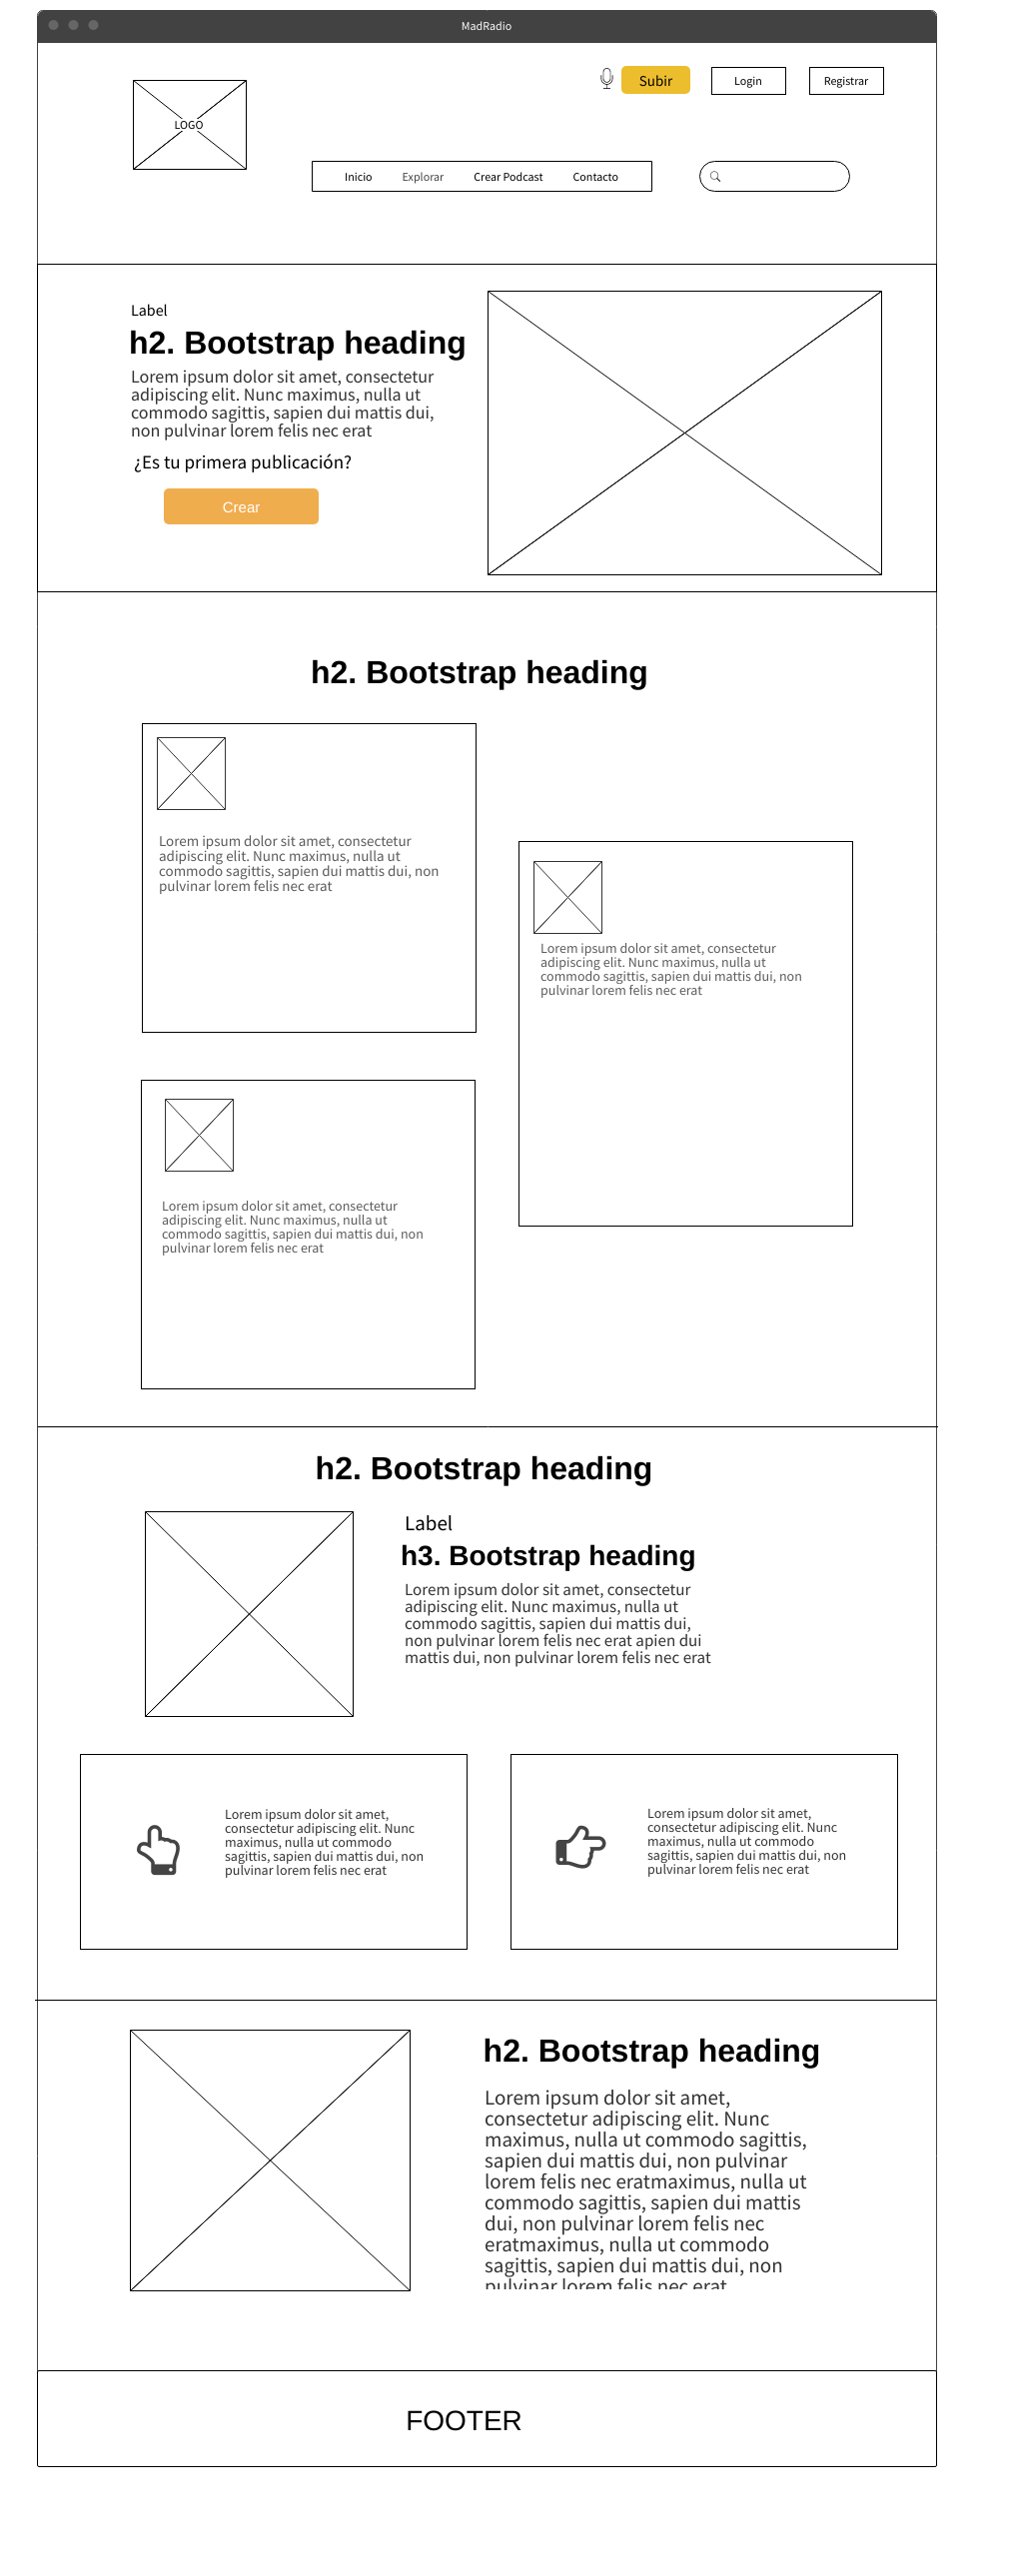 MadRadio
Subir
Login
Registrar
LOGO
Inicio
Explorar
Crear Podcast
Contacto
Label
h2. Bootstrap heading
Lorem ipsum dolor sit amet, consectetur
adipiscing elit. Nunc maximus, nulla ut
commodo sagittis, sapien dui mattis dui,
non pulvinar lorem felis nec erat
¿Es tu primera publicación?
Crear
h2. Bootstrap heading
Lorem ipsum dolor sit amet, consectetur
adipiscing elit. Nunc maximus, nulla ut
commodo sagittis, sapien dui mattis dui, non
pulvinar lorem felis nec erat
Lorem ipsum dolor sit amet, consectetur
adipiscing elit. Nunc maximus, nulla ut
commodo sagittis, sapien dui mattis dui, non
pulvinar lorem felis nec erat
Lorem ipsum dolor sit amet, consectetur
adipiscing elit. Nunc maximus, nulla ut
commodo sagittis, sapien dui mattis dui, non
pulvinar lorem felis nec erat
h2. Bootstrap heading
Label
h3. Bootstrap heading
Lorem ipsum dolor sit amet, consectetur
adipiscing elit. Nunc maximus, nulla ut
commodo sagittis, sapien dui mattis dui,
non pulvinar lorem felis nec erat apien dui
mattis dui, non pulvinar lorem felis nec erat
Lorem ipsum dolor sit amet,
consectetur adipiscing elit. Nunc
maximus, nulla ut commodo
sagittis, sapien dui mattis dui, non
pulvinar lorem felis nec erat
Lorem ipsum dolor sit amet,
consectetur adipiscing elit. Nunc
maximus, nulla ut commodo
sagittis, sapien dui mattis dui, non
pulvinar lorem felis nec erat
h2. Bootstrap heading
Lorem ipsum dolor sit amet,
consectetur adipiscing elit. Nunc
maximus, nulla ut commodo sagittis,
sapien dui mattis dui, non pulvinar
lorem felis nec eratmaximus, nulla ut
commodo sagittis, sapien dui mattis
dui, non pulvinar lorem felis nec
eratmaximus, nulla ut commodo
sagittis, sapien dui mattis dui, non
pulvinar lorem felis nec erat
FOOTER